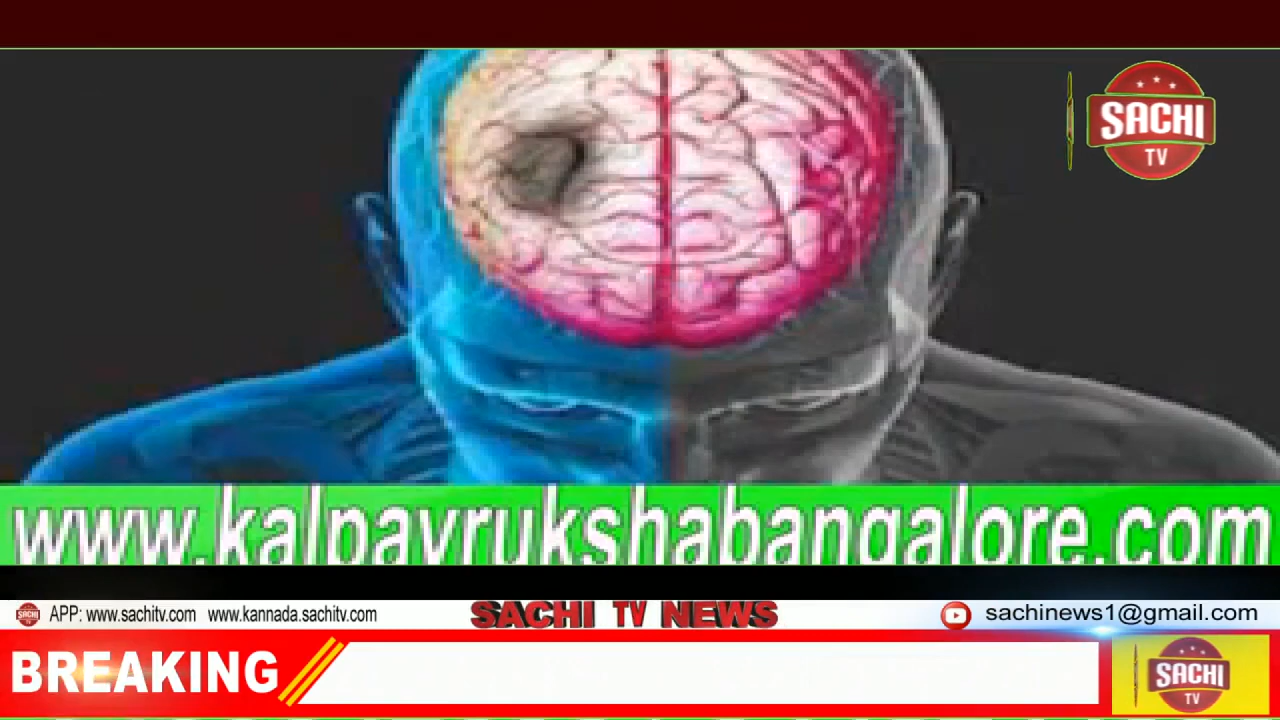 SACHI
TV
www.kalpavrukshabangalore.com
APP: www.sachitv.com www.kannada.sachitv.com
SACHI TV NEWS
sachinews1@gmail.com
BREAKING
SACHI
TV